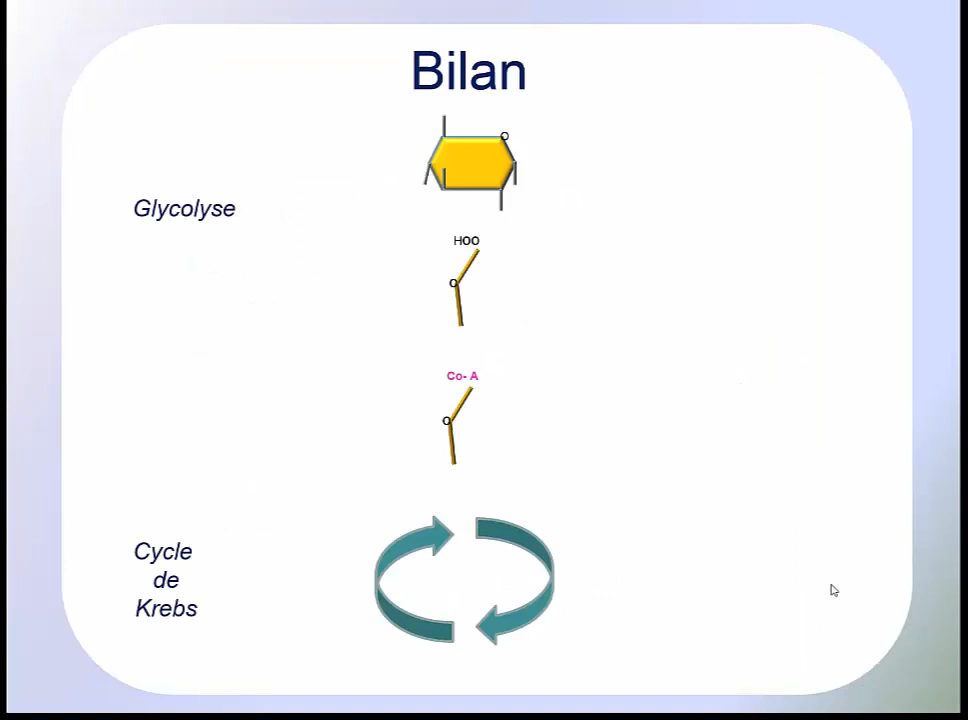 Bilan
O
Glycolyse
HOO
O
Co- A
O
Cycle
de
Krebs